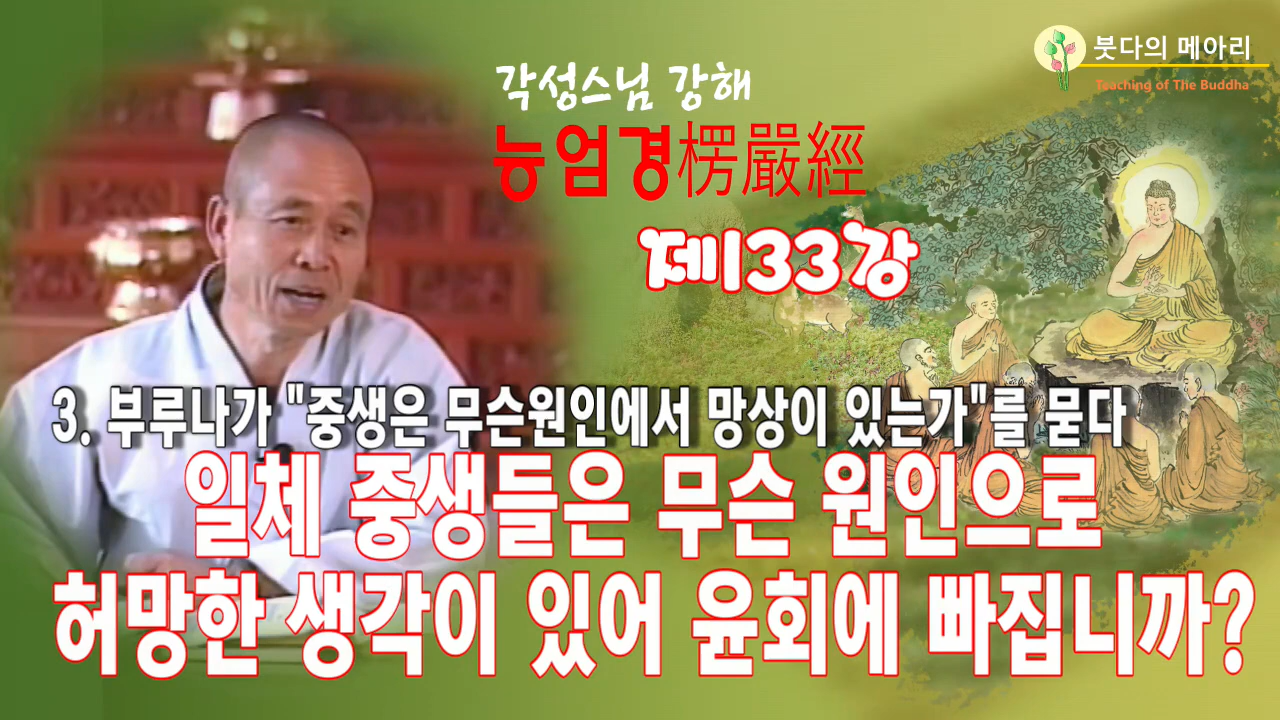 붓다의 메아리
Teaching of The Buddha
각성스님 강해
능엄경楞嚴經
제133강
3. 부루나가 "중생은 무슨원인에서 망상이 있는가"를 묻다
일체 중생들은 무슨 원인으로
허망한 생각이 있어 윤회에 빠집니까?